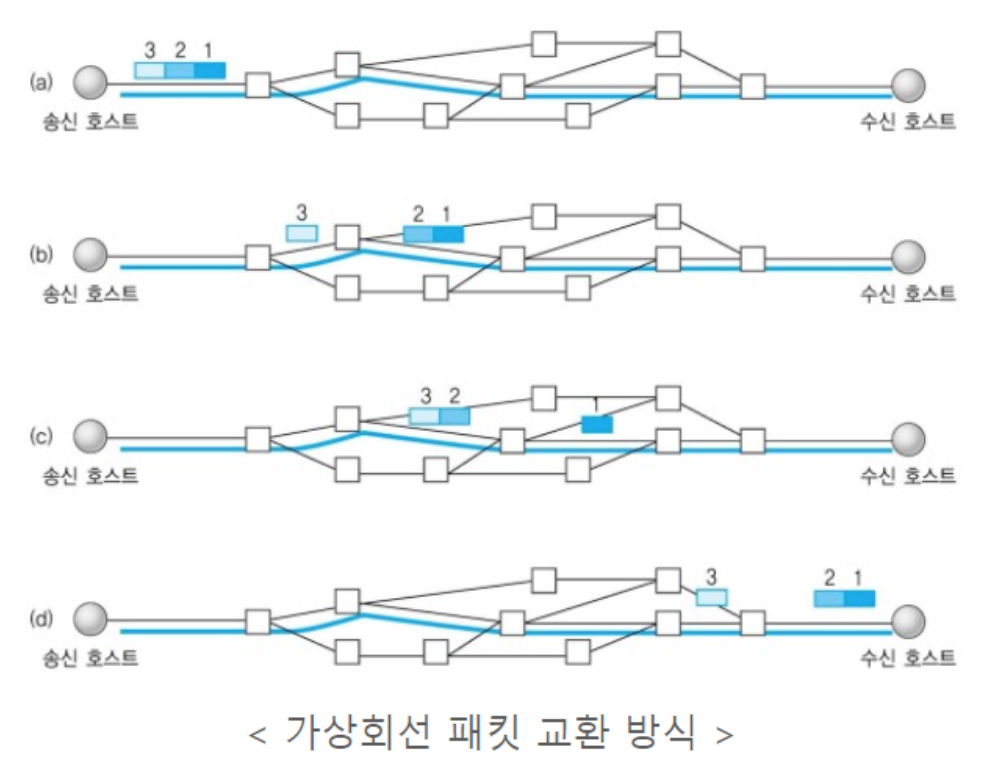 3 2 1
(a)
송신 호스트 수신 호스트
3 2 1
(b)
송신 호스트 수신 호스트
3 2 1
(c)
송신 호스트 수신 호스트
3 2 1
(d)
송신 호스트 수신 호스트
< 가상회선 패킷 교환 방식 >